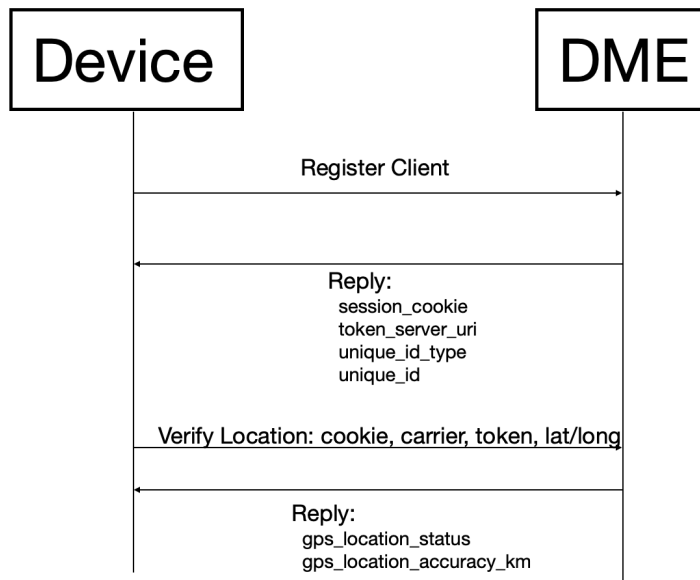 Device
DME
Register Client
Reply:
session_cookie
token_server_uri
unique_id_type
unique_id
Verify Location: cookie, carrier, token, lat/long
Reply:
gps_location_status
gps_location_accuracy_km